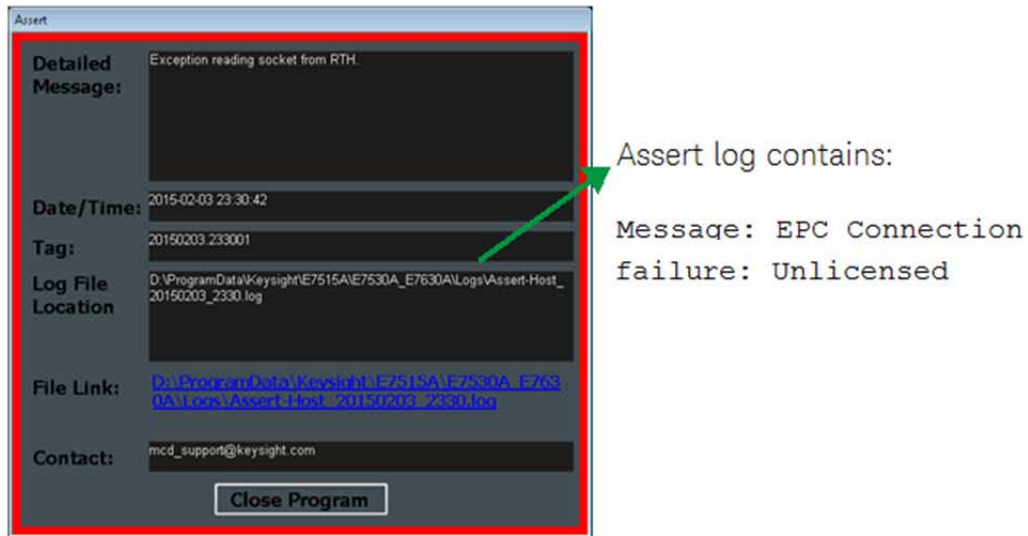 Assert
Detailed
Message:
Exception reading socket from RTH.
Date/Time:
2015-02-03 23:30:42
Tag:
20150203.233001
Log File
Location
D:\ProgramData\Keysight\E7515A\E7530A_E7630A\Logs\Assert-Host_
20150203_2330.log
File Link:
D:\ProgramData\Keysight\E7515A\E7530A_E763
0A\Logs\Assert-Host_20150203_2330.log
Contact:
mcd_support@keysight.com
Close Program
Assert log contains:
Message: EPC Connection
failure: Unlicensed